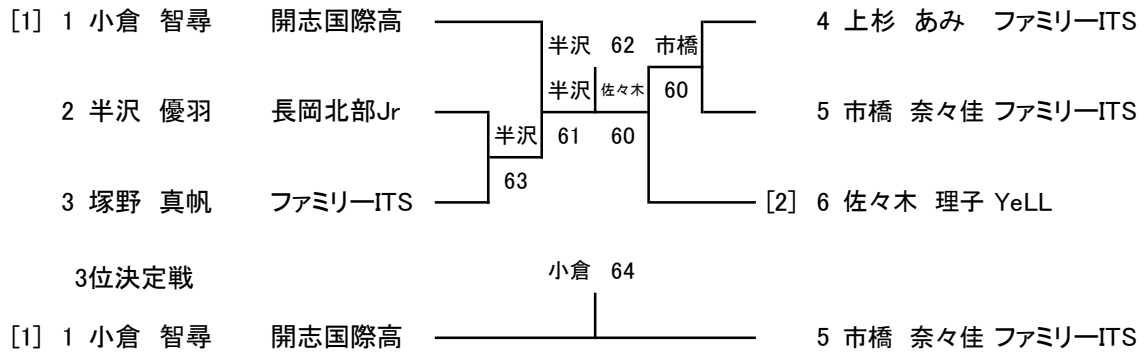 [1] 1 小倉 智尋 開志国際高 4 上杉 あみ ファミリーITS
半沢 62 市橋
半沢 佐々木 60
2 半沢 優羽 長岡北部Jr 5 市橋 奈々佳 ファミリーITS
半沢 61 60
63
3 塚野 真帆 ファミリーITS [2] 6 佐々木 理子 YeLL
3位決定戦 小倉 64
[1] 1 小倉 智尋 開志国際高 5 市橋 奈々佳 ファミリーITS